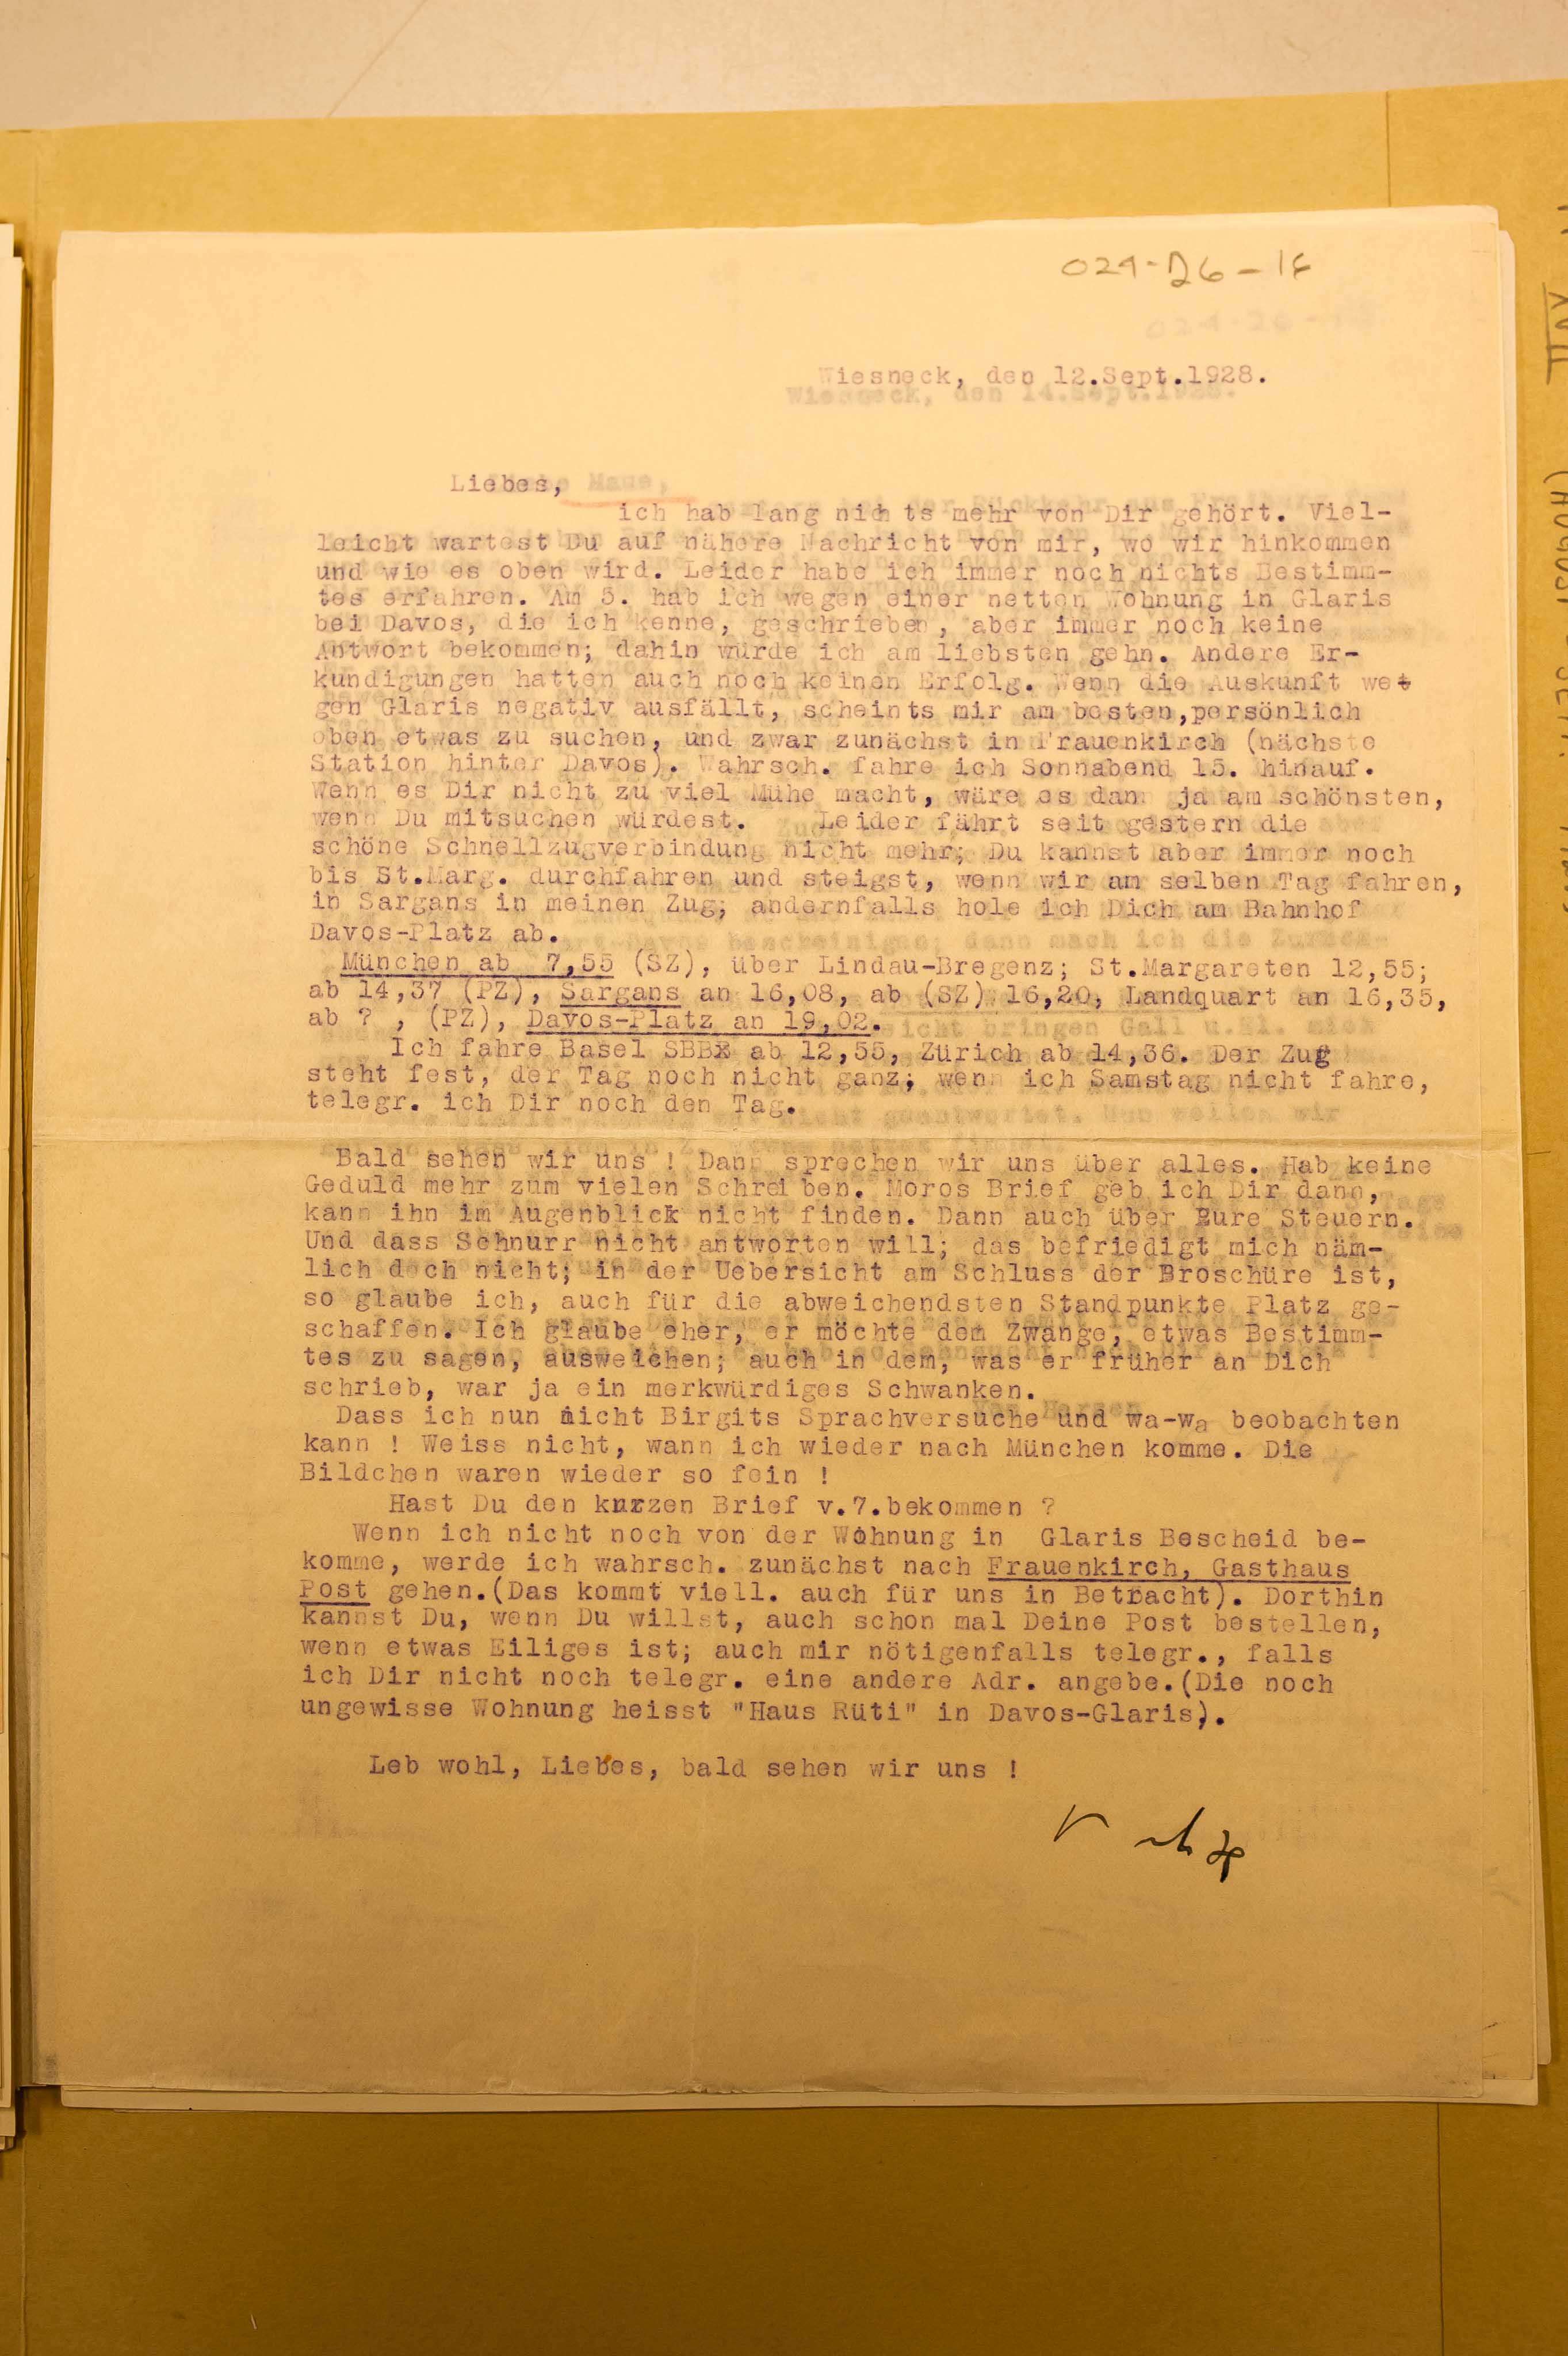 Wiesneck, den 12.Sept.1928.
Liebes,
ich hab lang nichts mehr von Dir gehört. Viel-
leicht wartest Du auf nähere Nachricht von mir, wo wir hinkommen
und wie es oben wird. Leider habe ich immer noch nichts Bestimm-
tes erfahren. Am 5. hab ich wegen einer netten Wohnung in Glaris
bei Davos, die ich kenne, geschrieben, aber immer noch keine
Antwort bekommen; dahin würde ich am liebsten gehn. Andere Er-
kundigungen hatten auch noch keinen Erfolg. Wenn die Auskunft we-
gen Glaris negativ ausfällt, scheints mir am besten,persönlich
oben etwas zu suchen, und zwar zunächst in Frauenkirch (nächste
Station hinter Davos). Wahrsch. fahre ich Sonnabend 15. hinauf.
Wenn es Dir nicht zu viel Mühe macht, wäre es dann ja am schönsten,
wenn Du mitsuchen würdest. Leider fährt seit gestern die
schöne Schnellzugverbindung nicht mehr; Du kannst aber immer noch
bis St.Marg. durchfahren und steigst, wenn wir am selben Tag fahren,
in Sargans in meinen Zug; andernfalls hole ich Dich am Bahnhof
Davos-Platz ab.
München ab 7,55 (SZ), über Lindau-Bregenz; St.Margareten 12,55;
ab 14,37 (PZ), Sargans an 16,08, ab (SZ) 16,20, Landquart an 16,35,
ab ? , (PZ), Davos-Platz an 19,02.
Ich fahre Basel SBB ab 12,55, Zürich ab 14,36. Der Zug
steht fest, der Tag noch nicht ganz; wenn ich Samstag nicht fahre,
telegr. ich Dir noch den Tag.
Bald sehen wir uns ! Dann sprechen wir uns über alles. Hab keine
Geduld mehr zum vielen Schreiben. Moros Brief geb ich Dir dann,
kann ihn im Augenblick nicht finden. Dann auch über Eure Steuern.
Und dass Schnurr nicht antworten will; das befriedigt mich näm-
lich doch nicht; in der Uebersicht am Schluss der Broschüre ist,
so glaube ich, auch für die abweichendsten Standpunkte Platz ge-
schaffen. Ich glaube eher, er möchte dem Zwange, etwas Bestimm-
tes zu sagen, ausweichen; auch in dem, was er früher an Dich
schrieb, war ja ein merkwürdiges Schwanken.
Dass ich nun nicht Birgits Sprachversuche und wa-wa beobachten
kann ! Weiss nicht, wann ich wieder nach München komme. Die
Bildchen waren wieder so fein !
Hast Du den kurzen Brief v.7.bekommen ?
Wenn ich nicht noch von der Wohnung in Glaris Bescheid be-
komme, werde ich wahrsch. zunächst nach Frauenkirch, Gasthaus
Post gehen.(Das kommt viell. auch für uns in Betracht). Dorthin
kannst Du, wenn Du willst, auch schon mal Deine Post bestellen,
wenn etwas Eiliges ist; auch mir nötigenfalls telegr., falls
ich Dir nicht noch telegr. eine andere Adr. angebe.(Die noch
ungewisse Wohnung heisst "Haus Rüti" in Davos-Glaris).
Leb wohl, Liebes, bald sehen wir uns !